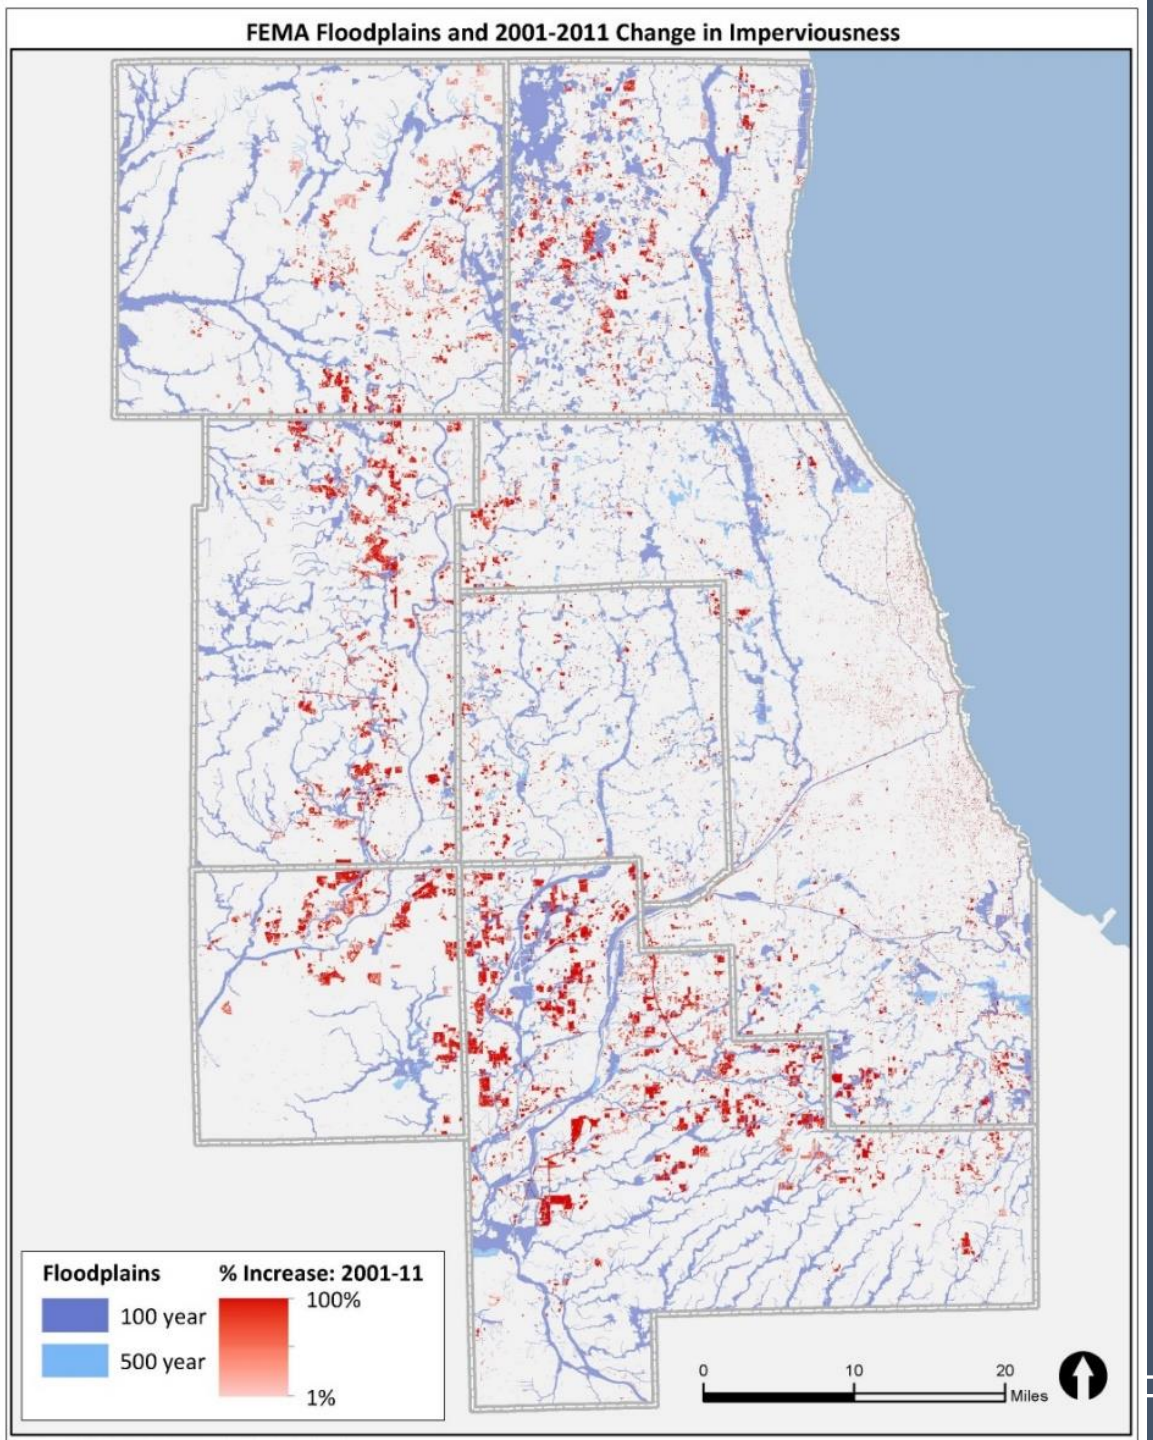 FEMA Floodplains and 2001-2011 Change in Imperviousness
Floodplains % Increase: 2001-11
100 year
500 year
100%
1%
0 10 20
Miles